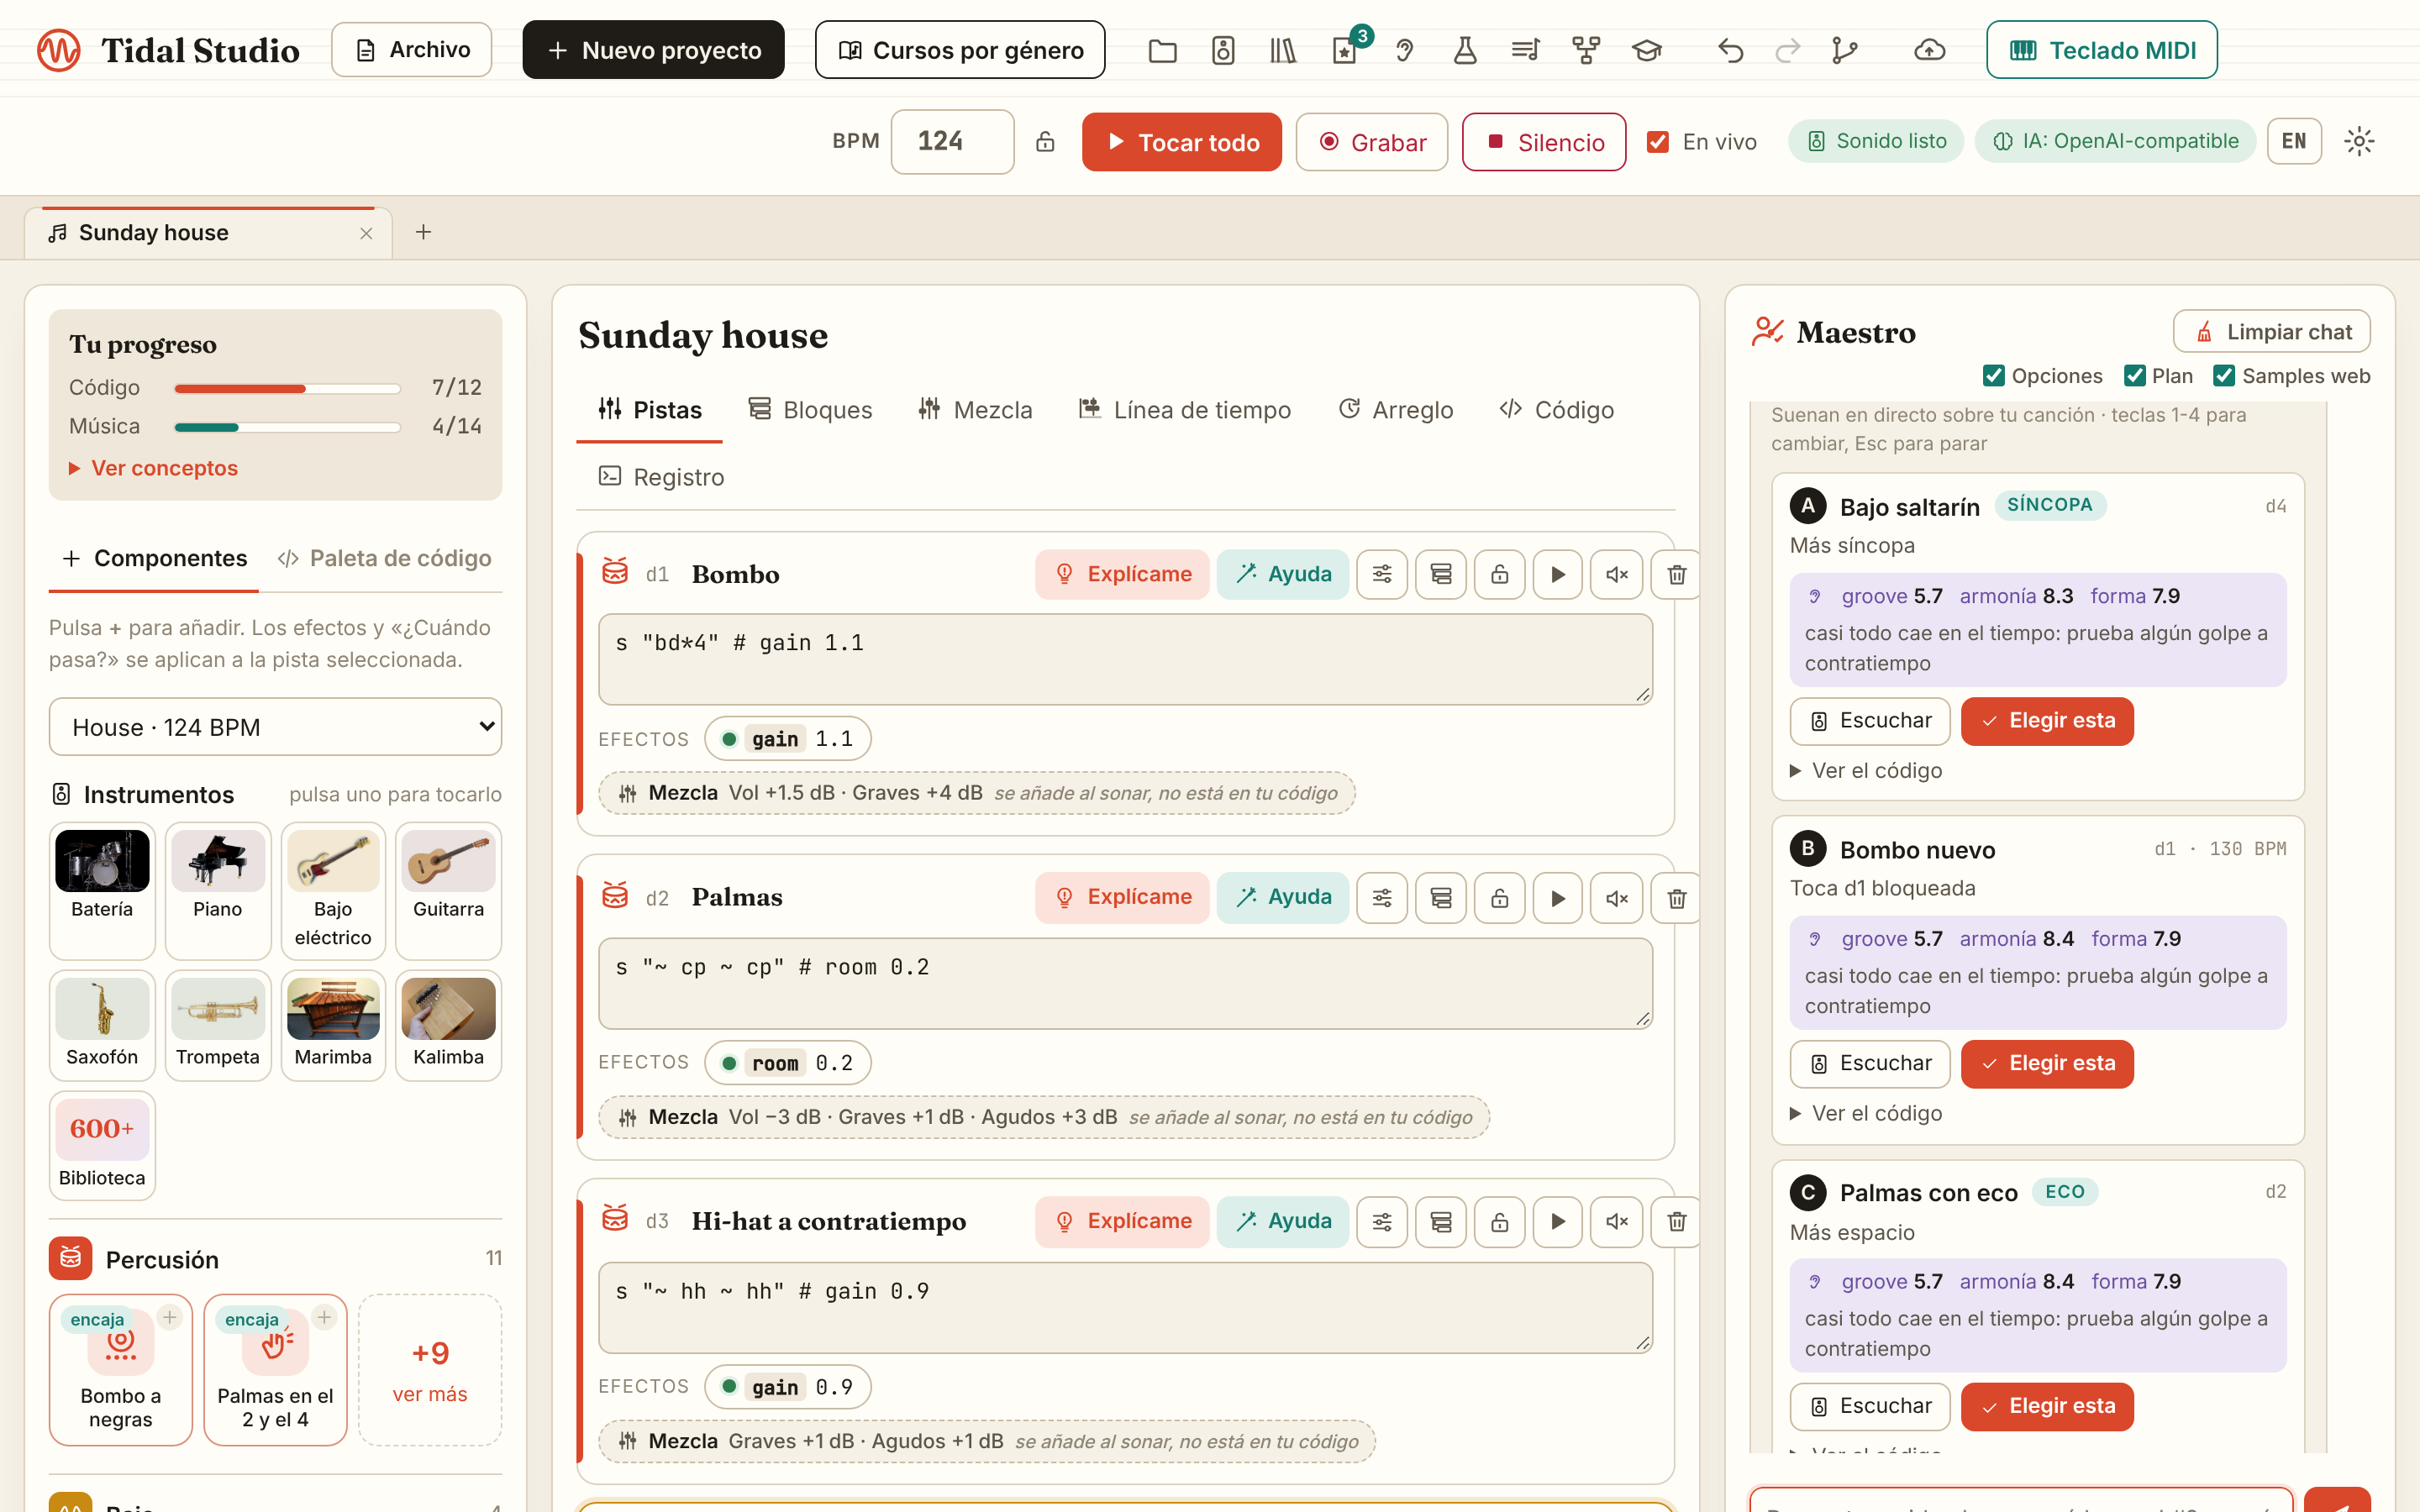 Tidal Studio
Archivo
Nuevo proyecto
Cursos por género
3
Teclado MIDI
BPM
124
Tocar todo
Grabar
Silencio
En vivo
Sonido listo
IA: OpenAI-compatible
EN
Sunday house
Tu progreso
Código 7/12
Música 4/14
Ver conceptos
Componentes
Paleta de código
Pulsa + para añadir. Los efectos y «¿Cuándo
pasa?» se aplican a la pista seleccionada.
House · 124 BPM
Instrumentos
pulsa uno para tocarlo
Batería
Piano
Bajo
eléctrico
Guitarra
Saxofón
Trompeta
Marimba
Kalimba
600+
Biblioteca
Percusión
11
encaja
Bombo a
negras
encaja
Palmas en el
2 y el 4
+9
ver más
Sunday house
Pistas
Bloques
Mezcla
Línea de tiempo
Arreglo
Código
Registro
d1 Bombo
Explícame
Ayuda
s "bd*4" # gain 1.1
EFECTOS
gain 1.1
Mezcla Vol +1.5 dB · Graves +4 dB se añade al sonar, no está en tu código
d2 Palmas
Explícame
Ayuda
s "~ cp ~ cp" # room 0.2
EFECTOS
room 0.2
Mezcla Vol −3 dB · Graves +1 dB · Agudos +3 dB se añade al sonar, no está en tu código
d3 Hi-hat a contratiempo
Explícame
Ayuda
s "~ hh ~ hh" # gain 0.9
EFECTOS
gain 0.9
Mezcla Graves +1 dB · Agudos +1 dB se añade al sonar, no está en tu código
Maestro
Limpiar chat
Opciones
Plan
Samples web
Suenan en directo sobre tu canción · teclas 1-4 para
cambiar, Esc para parar
A Bajo saltarín SÍNCOPA d4
Más síncopa
groove 5.7 armonía 8.3 forma 7.9
casi todo cae en el tiempo: prueba algún golpe a
contratiempo
Escuchar
Elegir esta
Ver el código
B Bombo nuevo d1 · 130 BPM
Toca d1 bloqueada
groove 5.7 armonía 8.4 forma 7.9
casi todo cae en el tiempo: prueba algún golpe a
contratiempo
Escuchar
Elegir esta
Ver el código
C Palmas con eco ECO d2
Más espacio
groove 5.7 armonía 8.4 forma 7.9
casi todo cae en el tiempo: prueba algún golpe a
contratiempo
Escuchar
Elegir esta